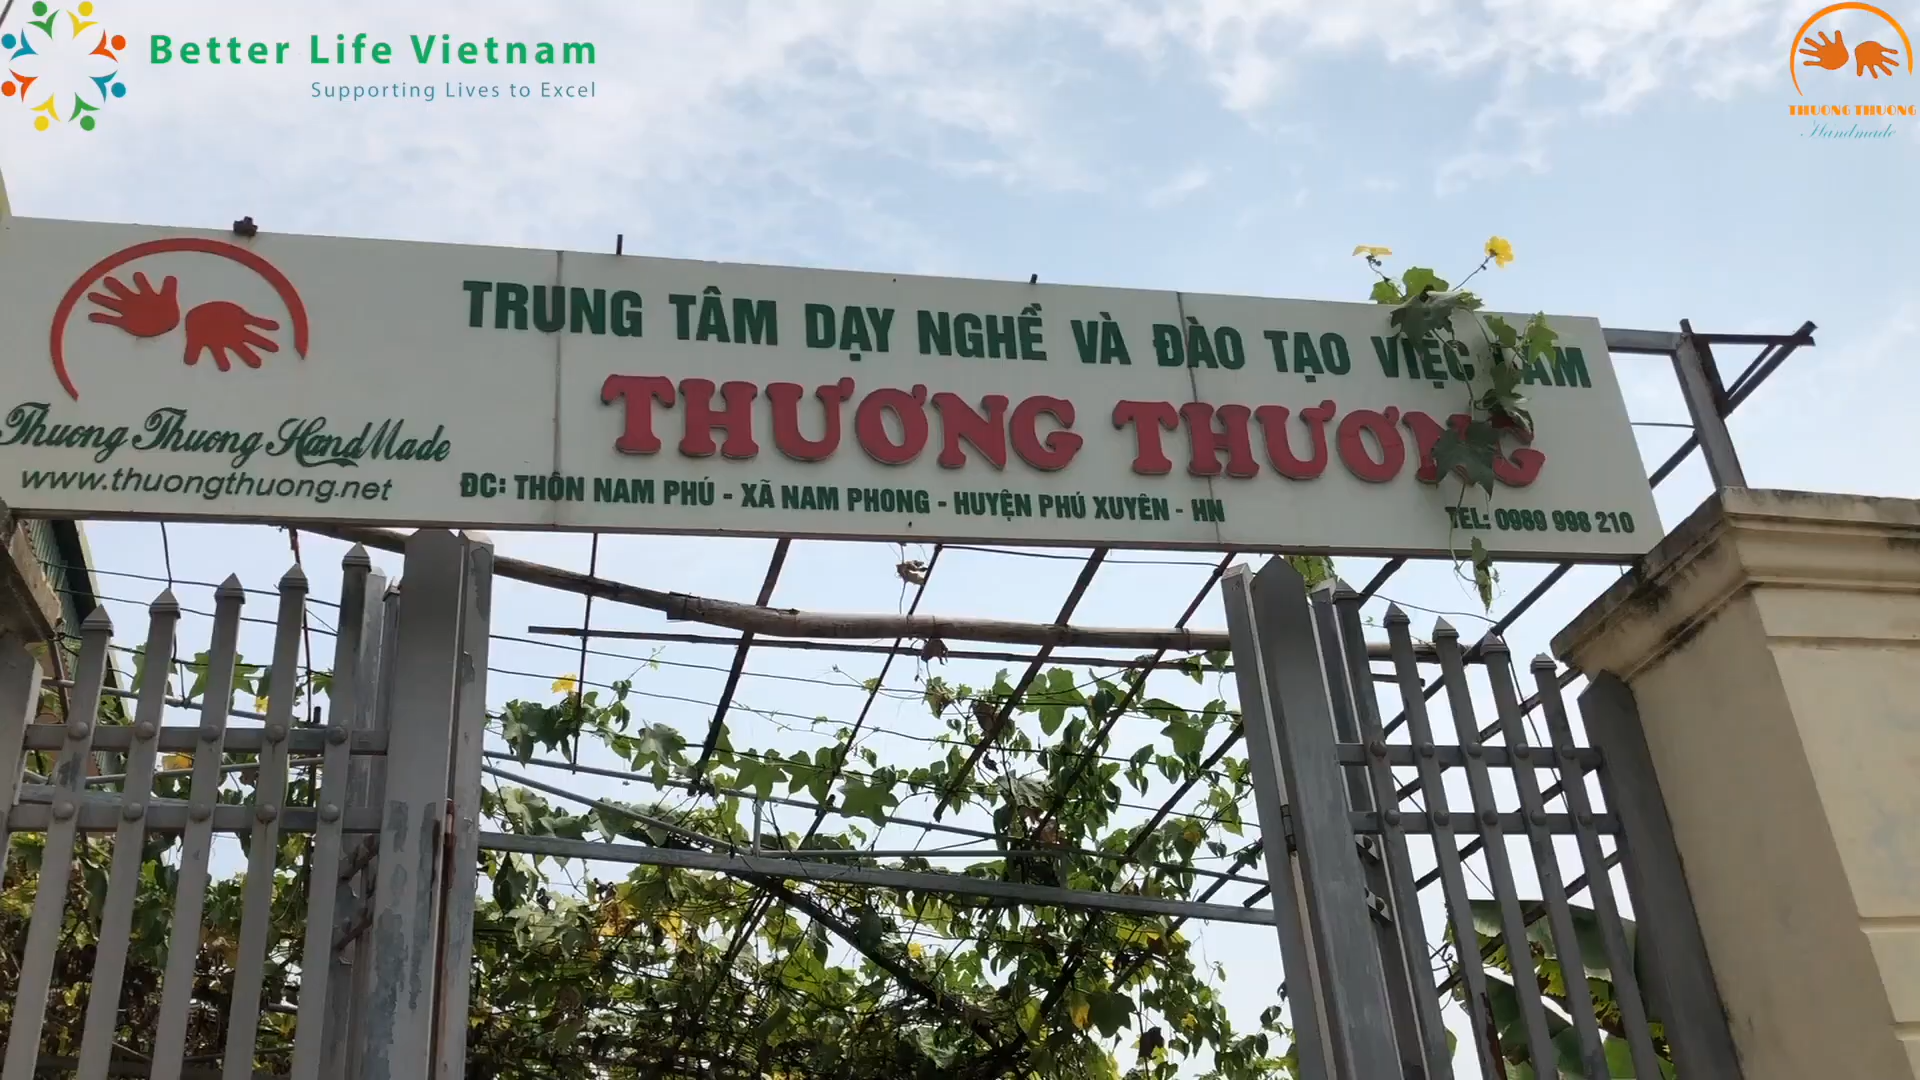 Better Life Vietnam
Supporting Lives to Excel
THUONG THUONG
Handmade
TRUNG TÂM DẠY NGHỀ VÀ ĐÀO TẠO VIỆC LÀM
THƯƠNG THƯƠNG
Thuong Thuong HandMade
www.thuongthuong.net
ĐC: THÔN NAM PHÚ - XÃ NAM PHONG - HUYỆN PHÚ XUYÊN - HN
TEL: 0989 998 210